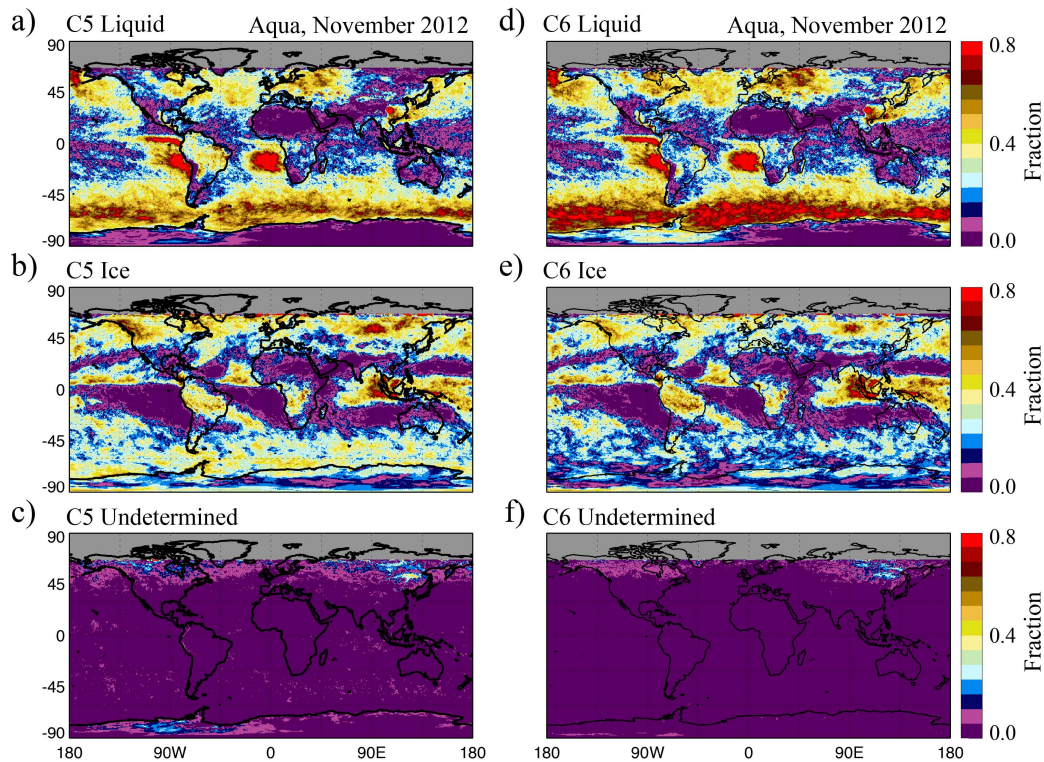 a) C5 Liquid Aqua, November 2012
90
45
0
-45
-90
d) C6 Liquid Aqua, November 2012
0.8
0.4
0.0
Fraction
b) C5 Ice
90
45
0
-45
-90
e) C6 Ice
0.8
0.4
0.0
Fraction
c) C5 Undetermined
90
45
0
-45
-90
180 90W 0 90E 180
f) C6 Undetermined
0.8
0.4
0.0
Fraction
180 90W 0 90E 180